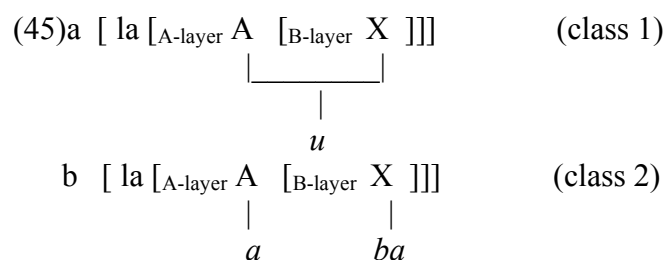 (45)a [ la [A-layer A [B-layer X ]]] (class 1)
u
b [ la [A-layer A [B-layer X ]]] (class 2)
a ba